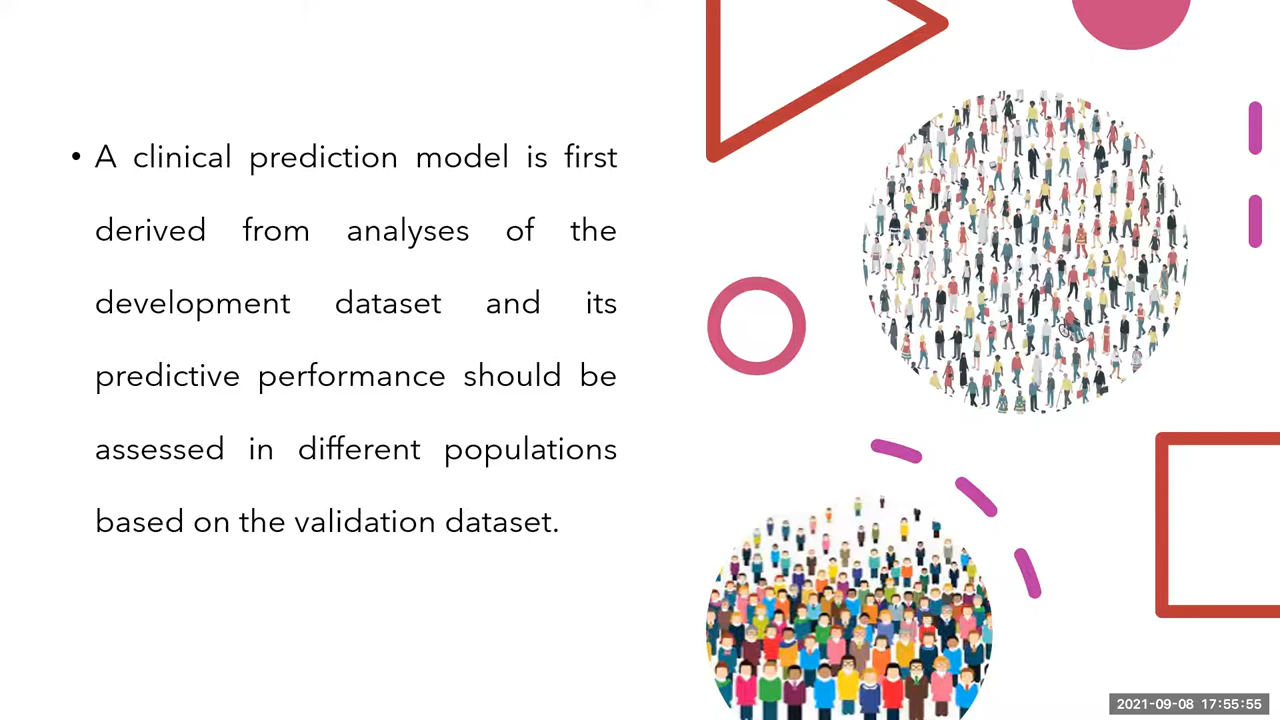 • A clinical prediction model is first
derived from analyses of the
development dataset and its
predictive performance should be
assessed in different populations
based on the validation dataset.
2021-09-08 17:55:55